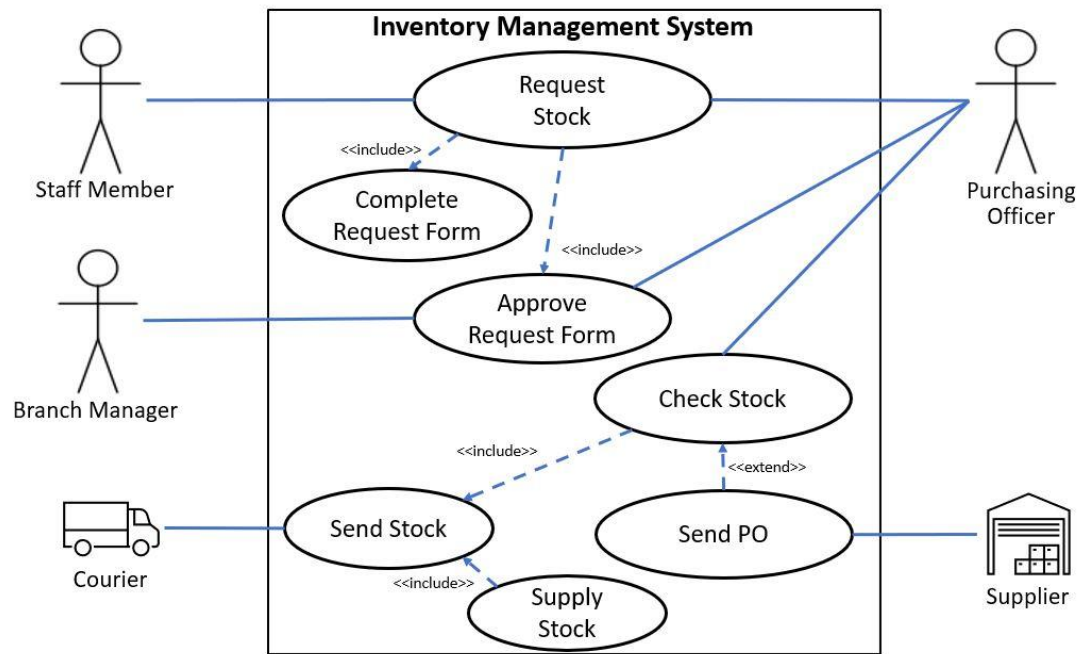 Inventory Management System
Request
Stock
<<include>>
Staff Member
Complete
Request Form
Purchasing
Officer
<<include>>
Approve
Request Form
Branch Manager
Check Stock
<<include>>
<<extend>>
Send Stock
Send PO
Courier
<<include>>
Supply
Stock
Supplier